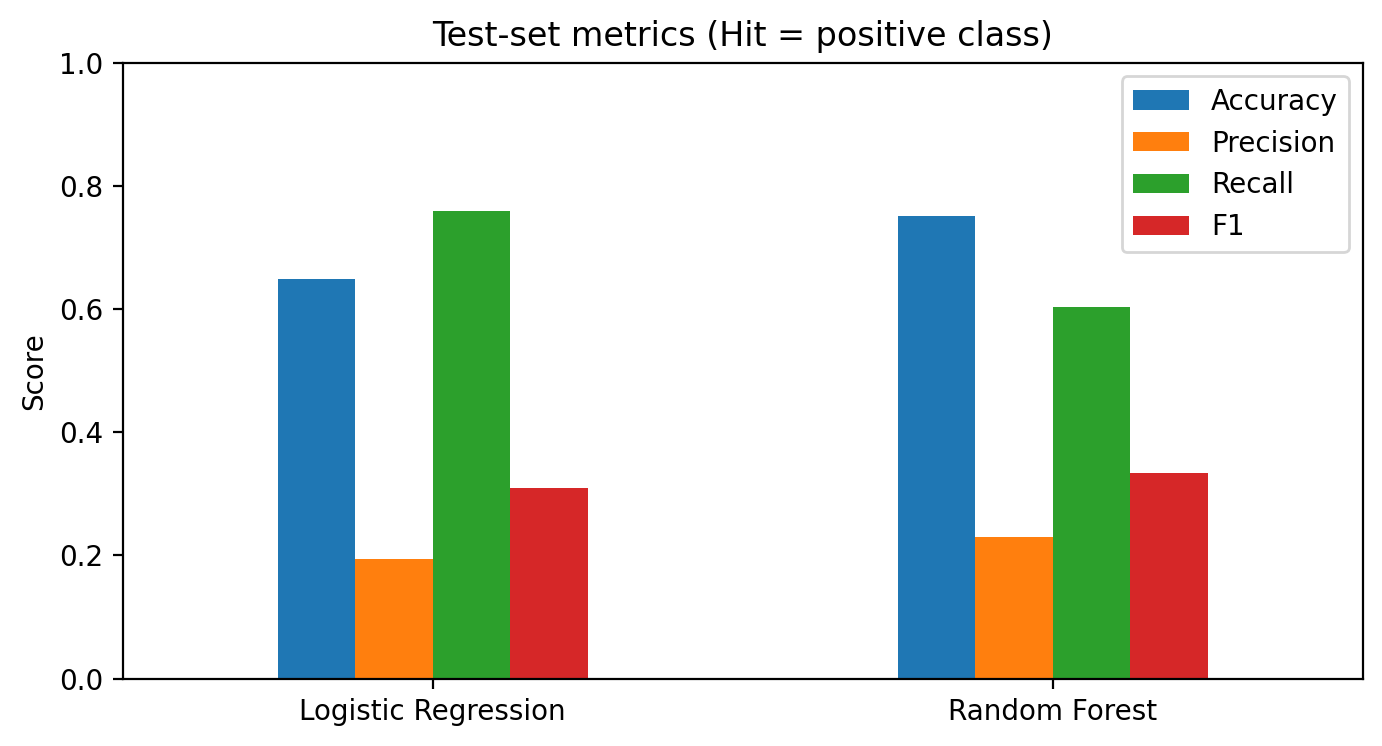 Test-set metrics (Hit = positive class)
1.0
0.8
0.6
0.4
0.2
0.0
Score
Accuracy
Precision
Recall
F1
Logistic Regression
Random Forest